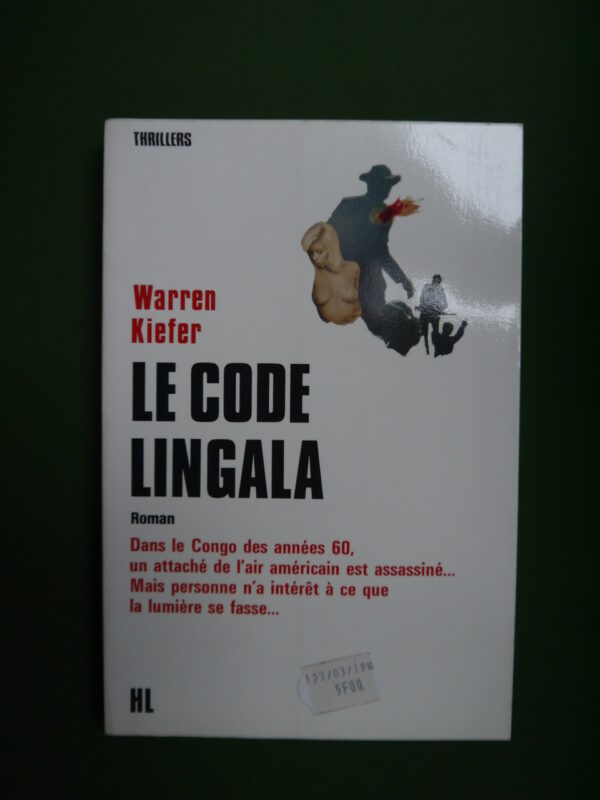 THRILLERS
Warren
Kiefer
LE CODE
LINGALA
Roman
Dans le Congo des années 60,
un attaché de l'air américain est assassiné...
Mais personne n'a intérêt à ce que
la lumière se fasse...
HL